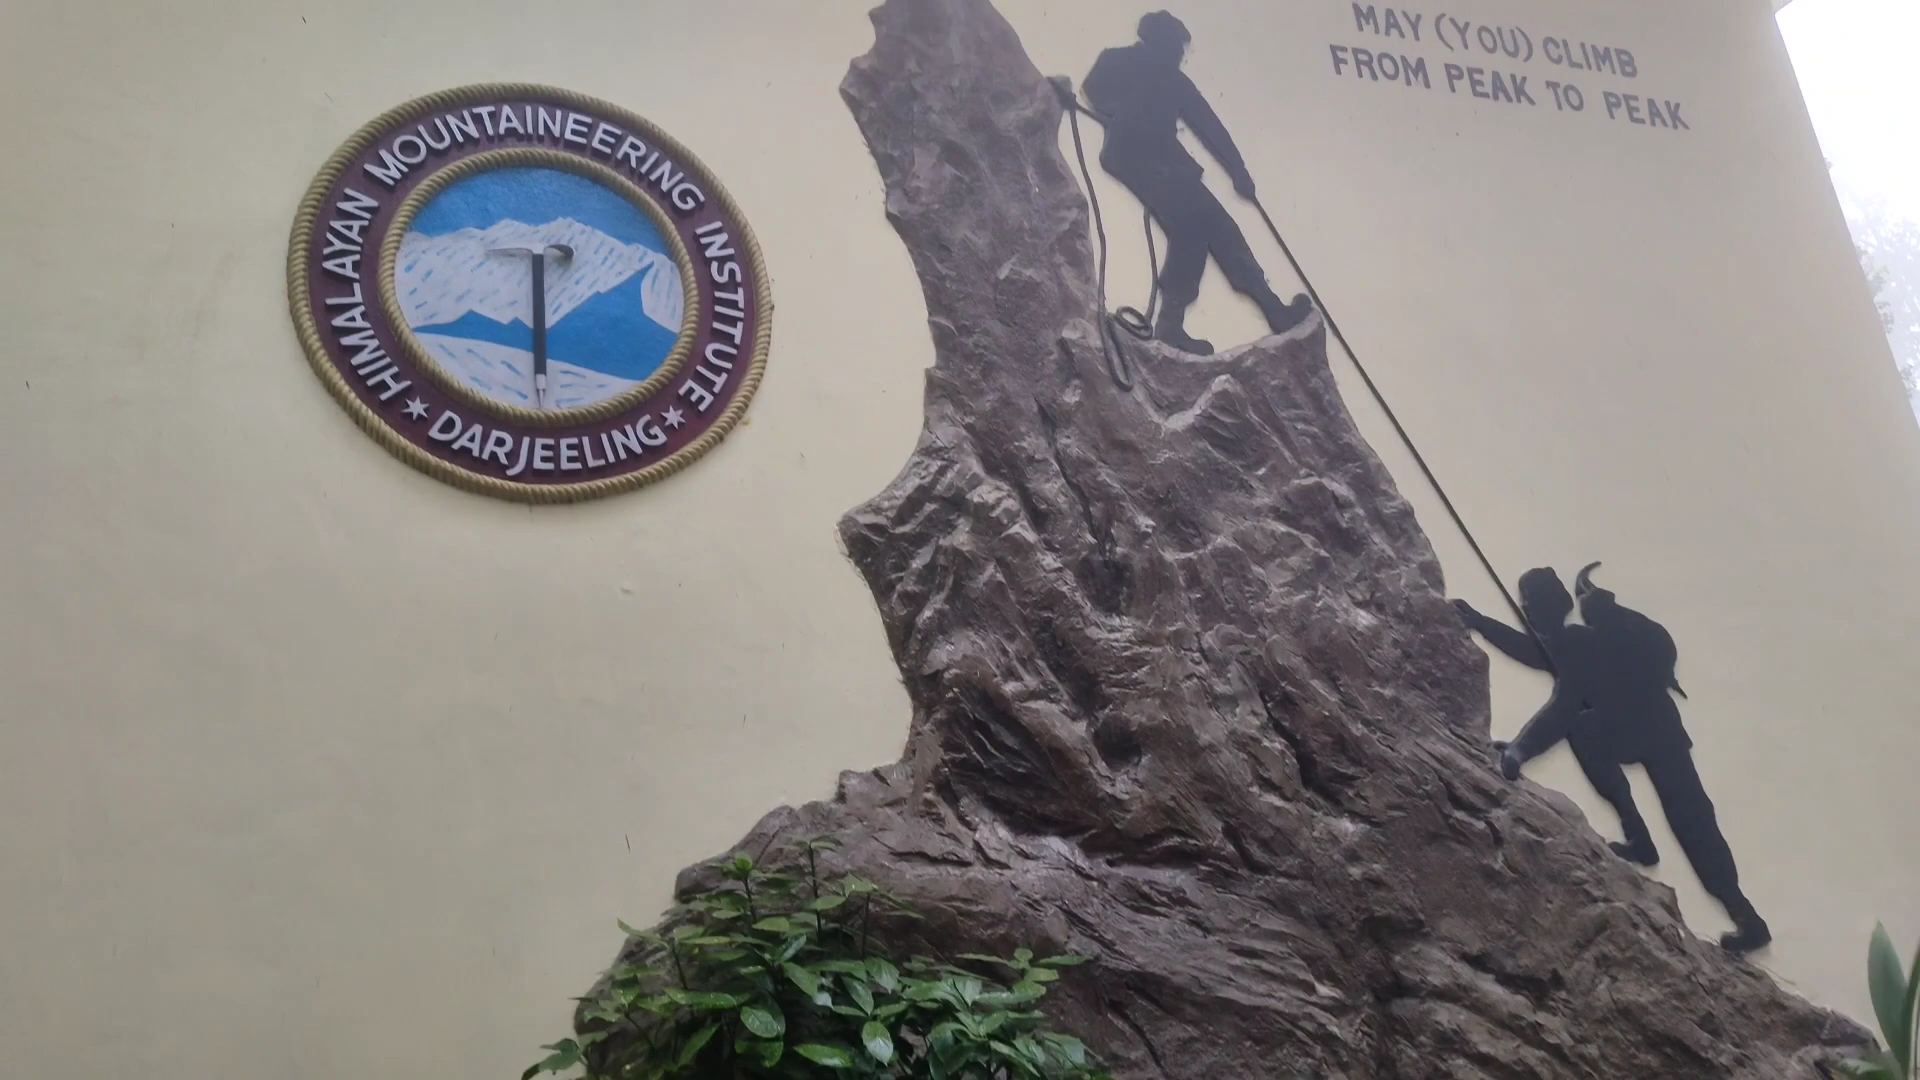 HIMALAYAN MOUNTAINEERING INSTITUTE
★ DARJEELING ★
MAY (YOU) CLIMB
FROM PEAK TO PEAK